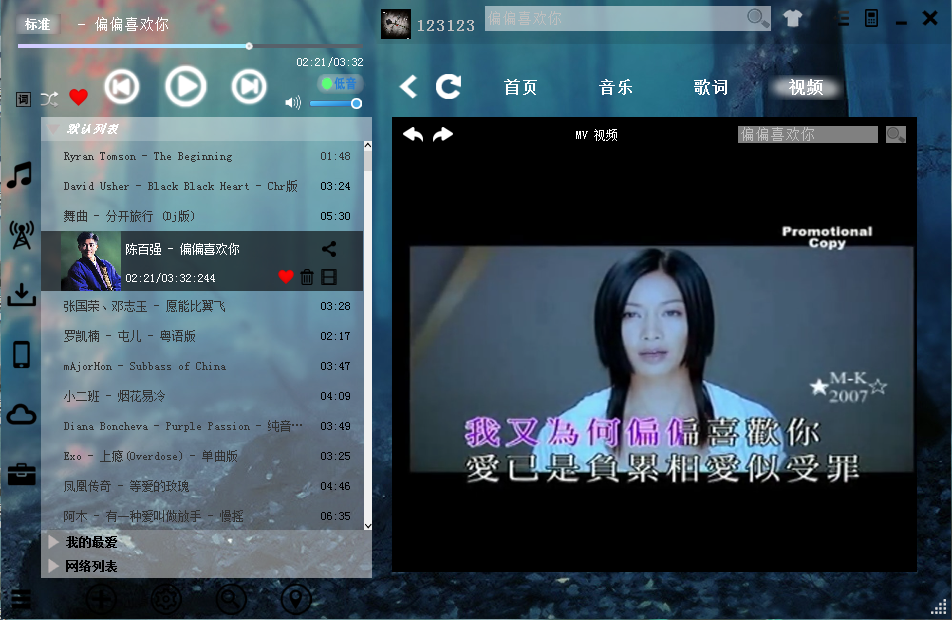 标准 - 偏偏喜欢你
02:21/03:32
低音
词
默认列表
Ryran Tomson - The Beginning 01:48
David Usher - Black Black Heart - Chr版 03:24
舞曲 - 分开旅行 (Dj版) 05:30
陈百强 - 偏偏喜欢你
02:21/03:32:244
张国荣、邓志玉 - 愿能比翼飞 03:28
罗凯楠 - 屯儿 - 粤语版 02:17
mAjorHon - Subbass of China 03:47
小二班 - 烟花易冷 04:09
Diana Boncheva - Purple Passion - 纯音… 03:49
Exo - 上瘾(Overdose) - 单曲版 03:25
凤凰传奇 - 等爱的玫瑰 04:46
阿木 - 有一种爱叫做放手 - 慢摇 06:35
我的最爱
网络列表
123123 偏偏喜欢你
首页 音乐 歌词 视频
MV 视频 偏偏喜欢你
Promotional
Copy
M-K
2007
我又為何偏偏喜歡你
愛已是負累相愛似受罪